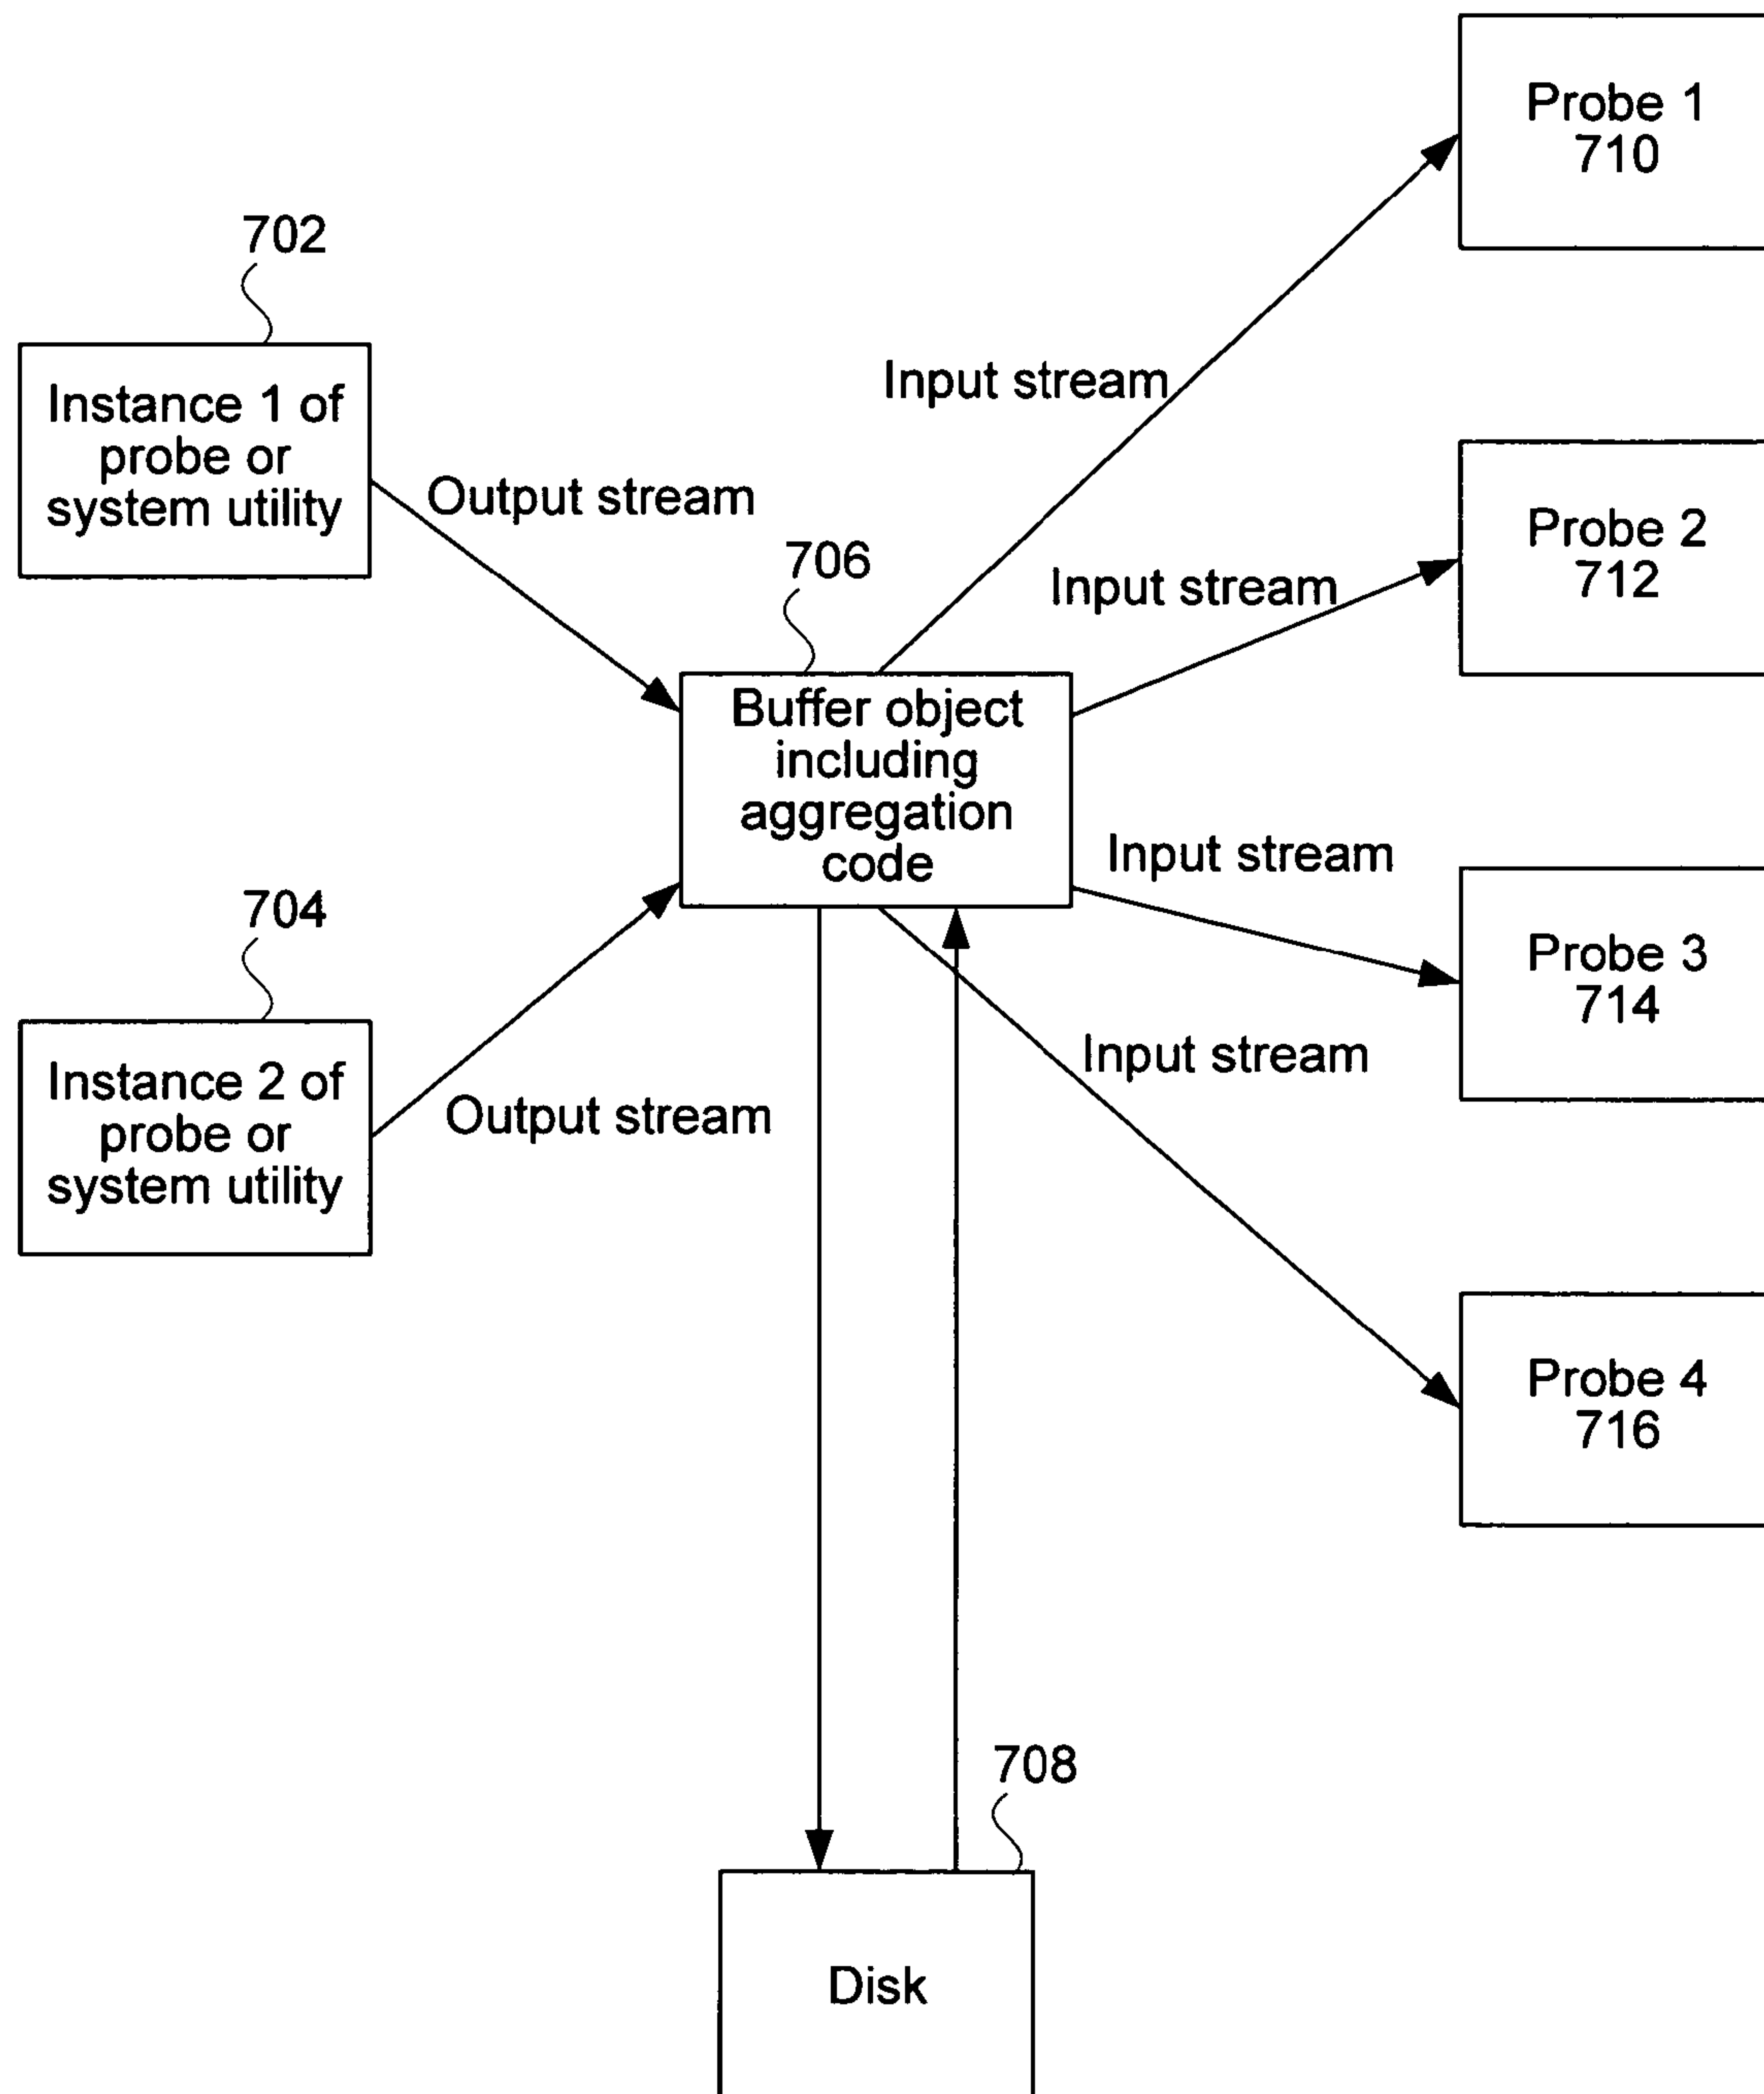 Probe 1
710
702
Instance 1 of
probe or
system utility
Input stream
Output stream
Probe 2
712
706
Input stream
Buffer object
including
aggregation
code
Input stream
704
Probe 3
714
Instance 2 of
probe or
system utility
Output stream
Input stream
Probe 4
716
708
Disk